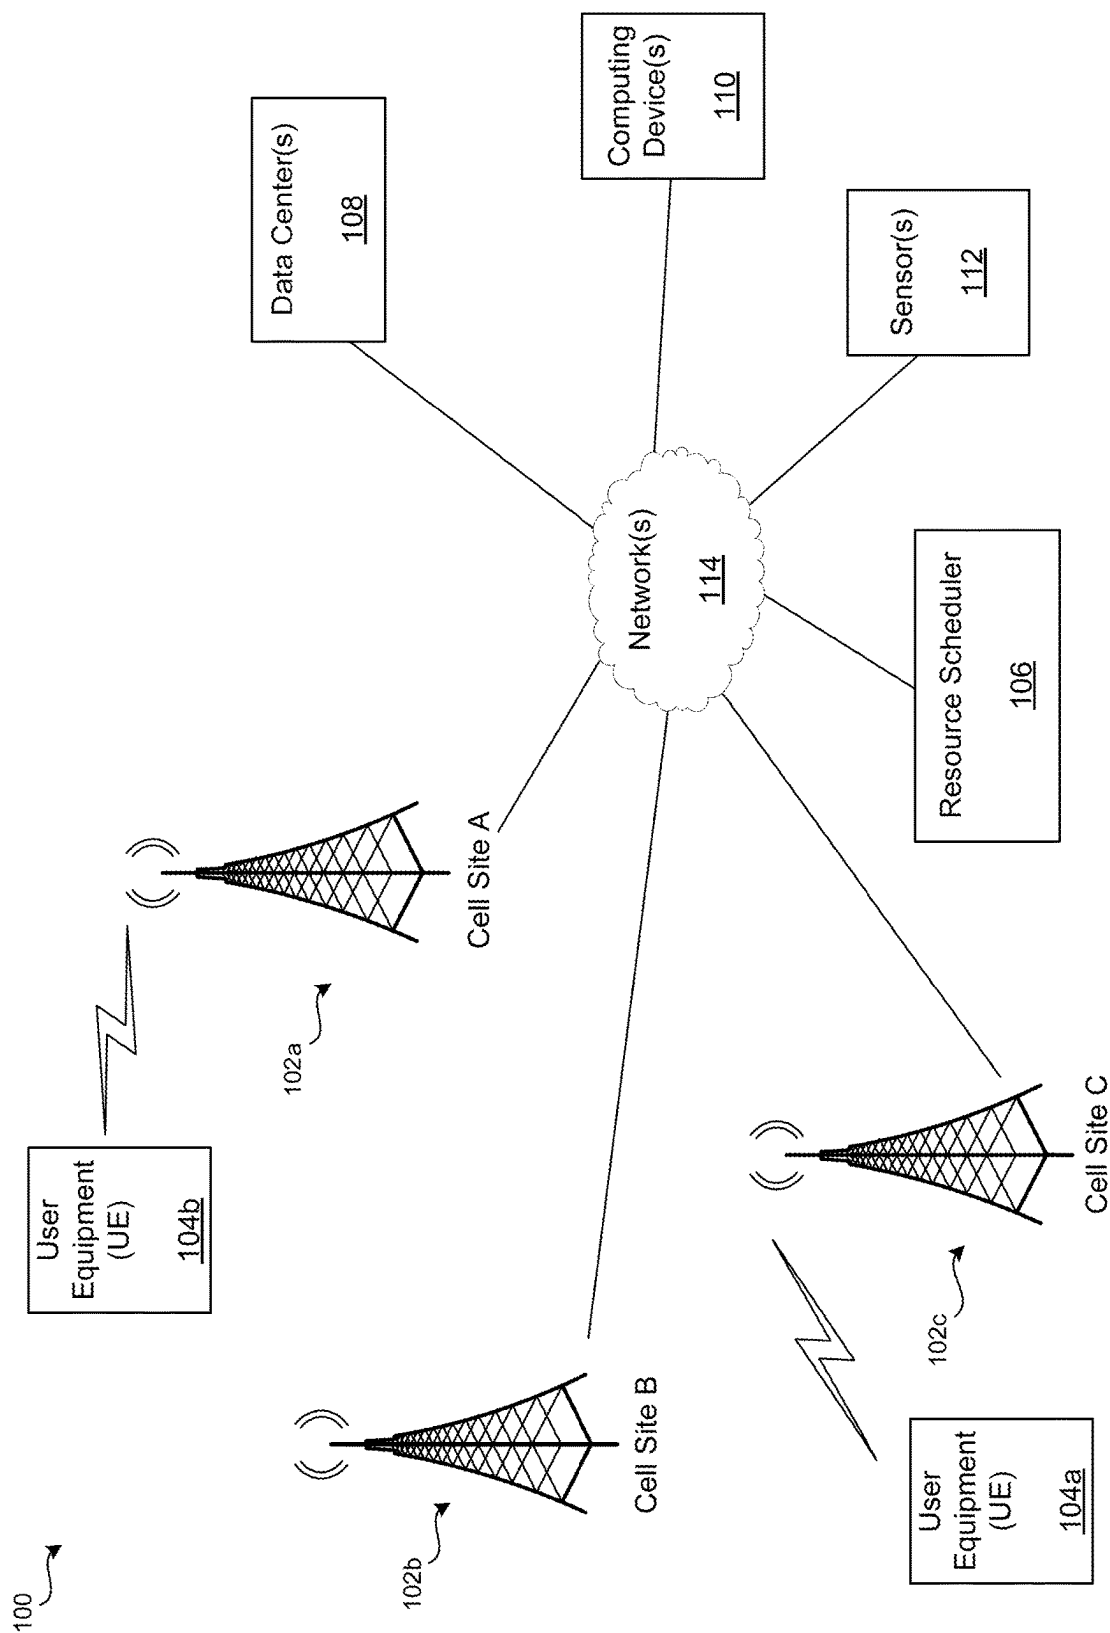 100
User
Equipment
(UE)
104b
Cell Site A
102a
Data Center(s)
108
Cell Site B
102b
Network(s)
114
Computing
Device(s)
110
User
Equipment
(UE)
104a
Cell Site C
102c
Resource Scheduler
106
Sensor(s)
112